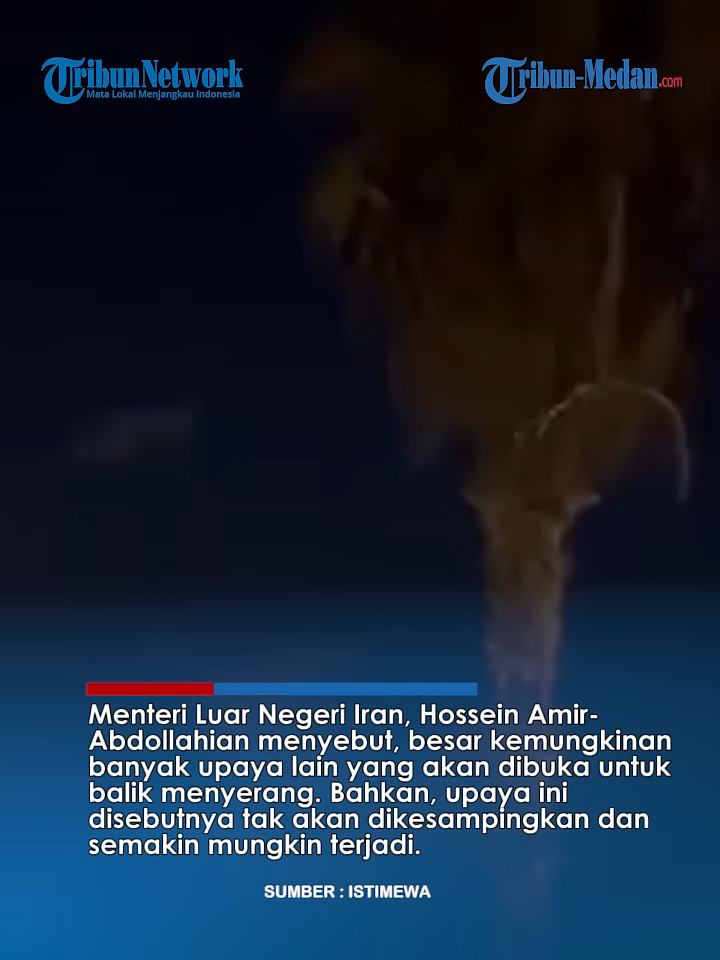 TribunNetwork
Mata Lokal Menjangkau Indonesia
Tribun-Medan.com
Menteri Luar Negeri Iran, Hossein Amir-
Abdollahian menyebut, besar kemungkinan
banyak upaya lain yang akan dibuka untuk
balik menyerang. Bahkan, upaya ini
disebutnya tak akan dikesampingkan dan
semakin mungkin terjadi.
SUMBER : ISTIMEWA